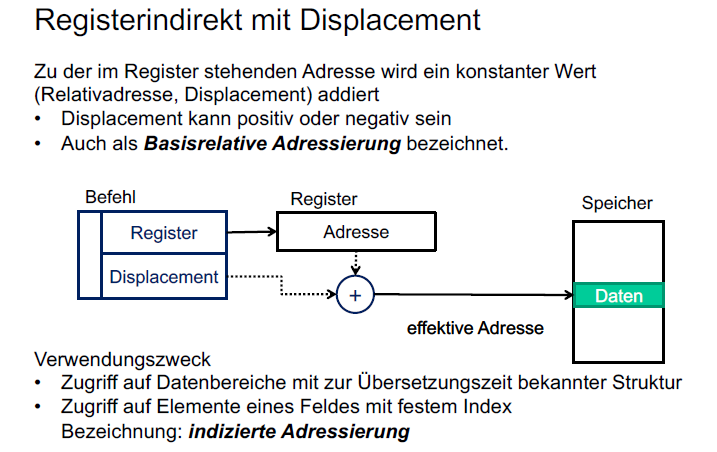 Registerindirekt mit Displacement
Zu der im Register stehenden Adresse wird ein konstanter Wert
(Relativadresse, Displacement) addiert
• Displacement kann positiv oder negativ sein
• Auch als Basisrelative Adressierung bezeichnet.
Befehl
Register
Speicher
Register
Adresse
Displacement
+
Daten
effektive Adresse
Verwendungszweck
• Zugriff auf Datenbereiche mit zur Übersetzungszeit bekannter Struktur
• Zugriff auf Elemente eines Feldes mit festem Index
Bezeichnung: indizierte Adressierung